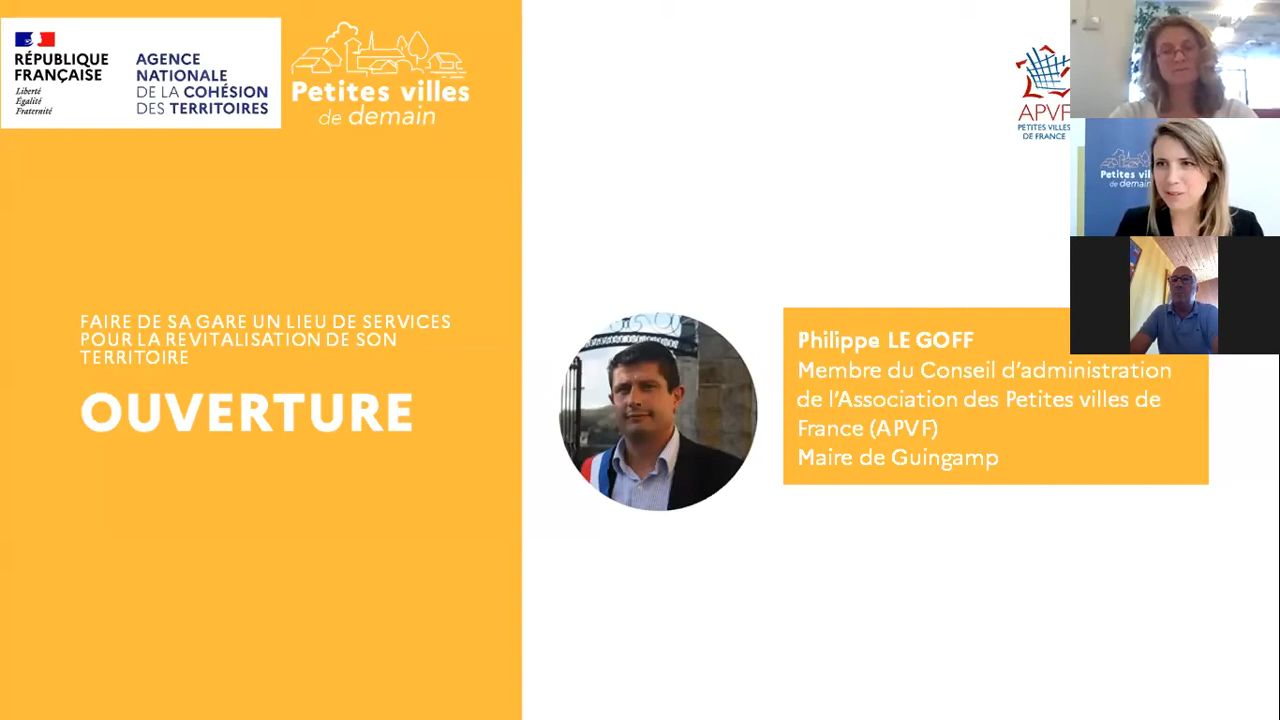 RÉPUBLIQUE
FRANÇAISE
Liberté
Égalité
Fraternité
AGENCE
NATIONALE
DE LA COHÉSION
DES TERRITOIRES
Petites villes
de demain
APVF
PETITES VILLES
DE FRANCE
Petites vil
de demain
FAIRE DE SA GARE UN LIEU DE SERVICES
POUR LA REVITALISATION DE SON
TERRITOIRE
OUVERTURE
Philippe LE GOFF
Membre du Conseil d'administration
de l'Association des Petites villes de
France (APVF)
Maire de Guingamp